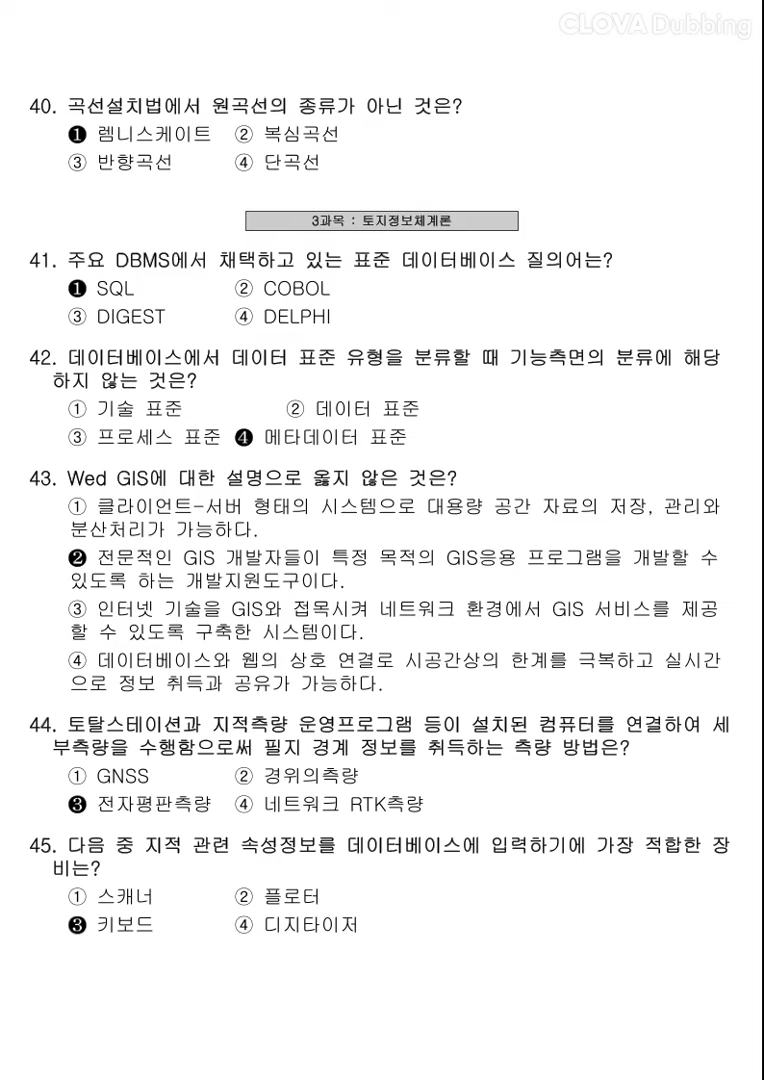 CLOVA Dubbing
40. 곡선설치법에서 원곡선의 종류가 아닌 것은?
❶ 렘니스케이트 ② 복심곡선
③ 반향곡선 ④ 단곡선
3과목 : 토지정보체계론
41. 주요 DBMS에서 채택하고 있는 표준 데이터베이스 질의어는?
❶ SQL ② COBOL
③ DIGEST ④ DELPHI
42. 데이터베이스에서 데이터 표준 유형을 분류할 때 기능측면의 분류에 해당
하지 않는 것은?
① 기술 표준 ② 데이터 표준
③ 프로세스 표준 ❹ 메타데이터 표준
43. Wed GIS에 대한 설명으로 옳지 않은 것은?
① 클라이언트-서버 형태의 시스템으로 대용량 공간 자료의 저장, 관리와
분산처리가 가능하다.
❷ 전문적인 GIS 개발자들이 특정 목적의 GIS응용 프로그램을 개발할 수
있도록 하는 개발지원도구이다.
③ 인터넷 기술을 GIS와 접목시켜 네트워크 환경에서 GIS 서비스를 제공
할 수 있도록 구축한 시스템이다.
④ 데이터베이스와 웹의 상호 연결로 시공간상의 한계를 극복하고 실시간
으로 정보 취득과 공유가 가능하다.
44. 토탈스테이션과 지적측량 운영프로그램 등이 설치된 컴퓨터를 연결하여 세
부측량을 수행함으로써 필지 경계 정보를 취득하는 측량 방법은?
① GNSS ② 경위의측량
❸ 전자평판측량 ④ 네트워크 RTK측량
45. 다음 중 지적 관련 속성정보를 데이터베이스에 입력하기에 가장 적합한 장
비는?
① 스캐너 ② 플로터
❸ 키보드 ④ 디지타이저